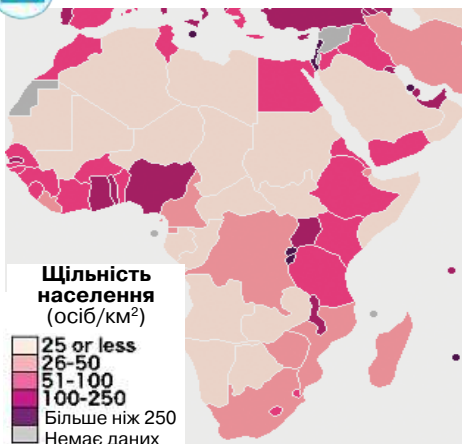 Щільність
населення
(осіб/км²)
25 or less
26-50
51-100
100-250
Більше ніж 250
Немає даних